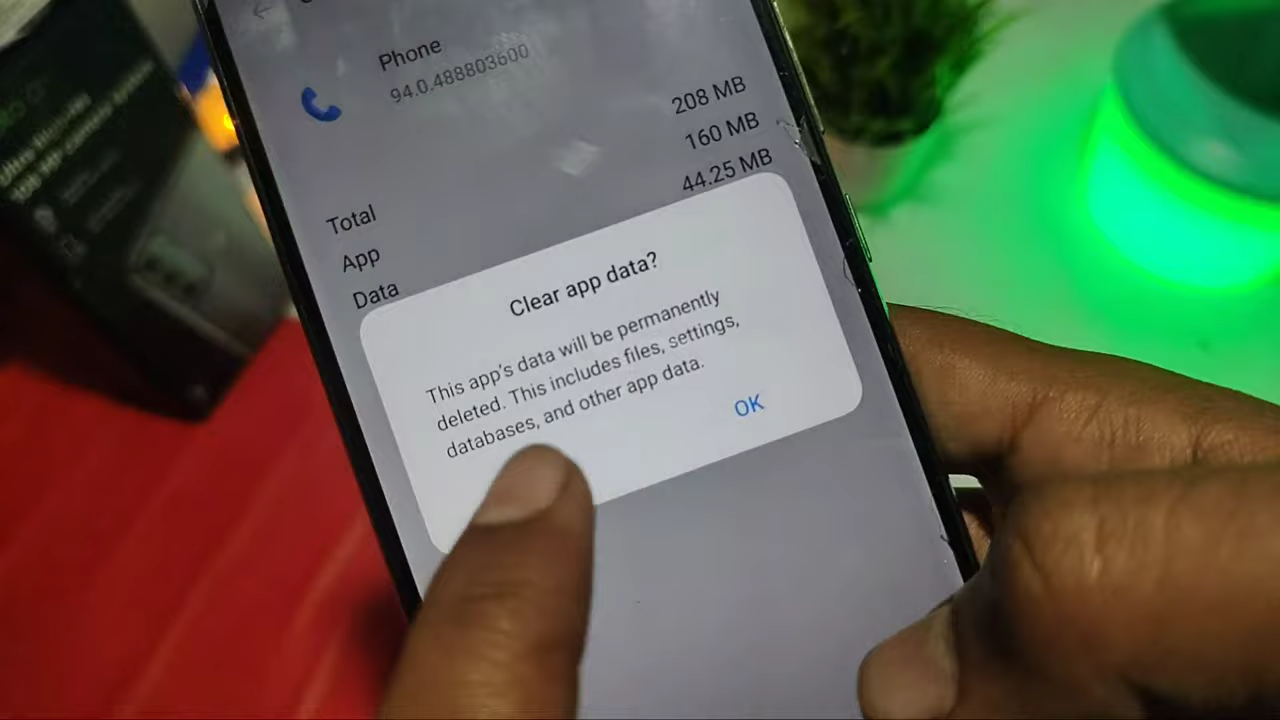 Phone
94.0.488803600
Total 208 MB
App 160 MB
Data 44.25 MB
Clear app data?
This app's data will be permanently
deleted. This includes files, settings,
databases, and other app data.
OK